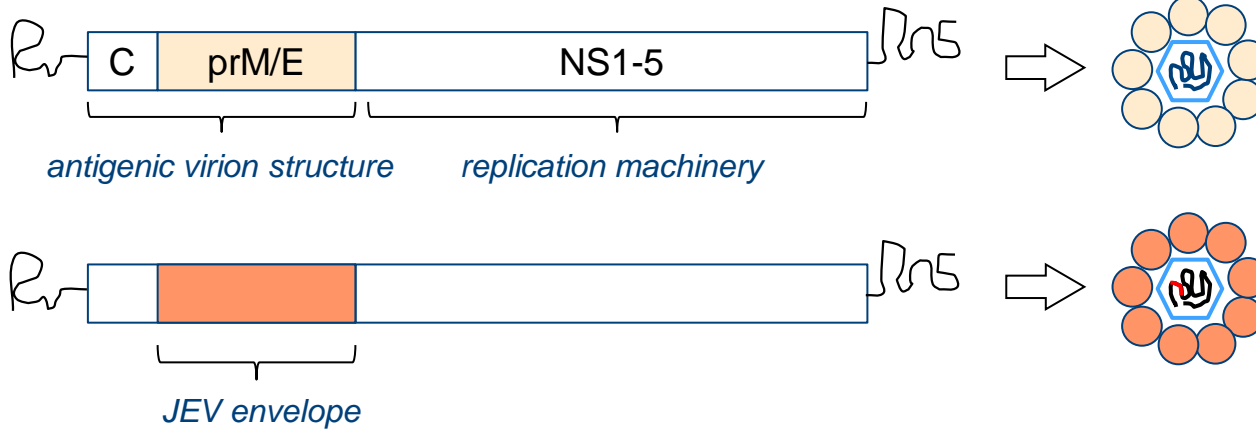 C prM/E NS1-5
antigenic virion structure replication machinery
JEV envelope